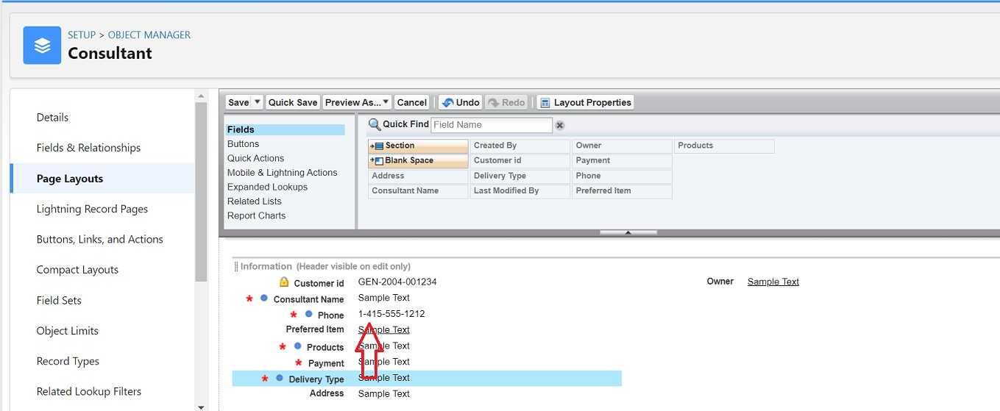 SETUP > OBJECT MANAGER
Consultant
Details
Fields & Relationships
Page Layouts
Lightning Record Pages
Buttons, Links, and Actions
Compact Layouts
Field Sets
Object Limits
Record Types
Related Lookup Filters
Save Quick Save Preview As... Cancel Undo Redo Layout Properties
Fields
Buttons
Quick Actions
Mobile & Lightning Actions
Expanded Lookups
Related Lists
Report Charts
Quick Find Field Name
Section Created By Owner Products
Blank Space Customer id Payment
Address Delivery Type Phone
Consultant Name Last Modified By Preferred Item
Information (Header visible on edit only)
Customer id GEN-2004-001234 Owner Sample Text
* Consultant Name Sample Text
* Phone 1-415-555-1212
Preferred Item Sample Text
* Products Sample Text
* Payment Sample Text
* Delivery Type Sample Text
Address Sample Text